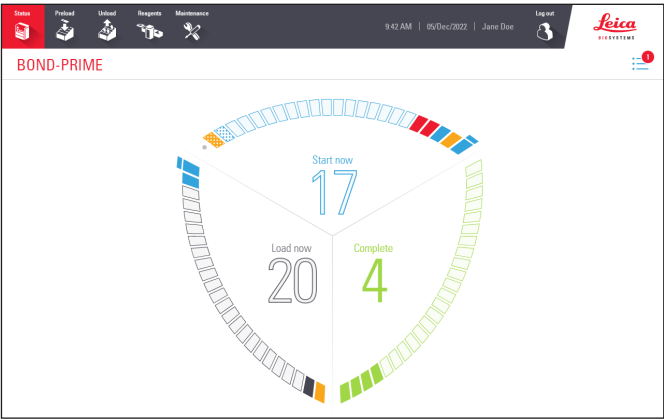 Status
Preload
Unload
Reagents
Maintenance
9:42 AM | 05/Dec/2022 | Jane Doe
Log out
Leica
BIOSYSTEMS
BOND-PRIME
1
Start now
17
Load now
20
Complete
4